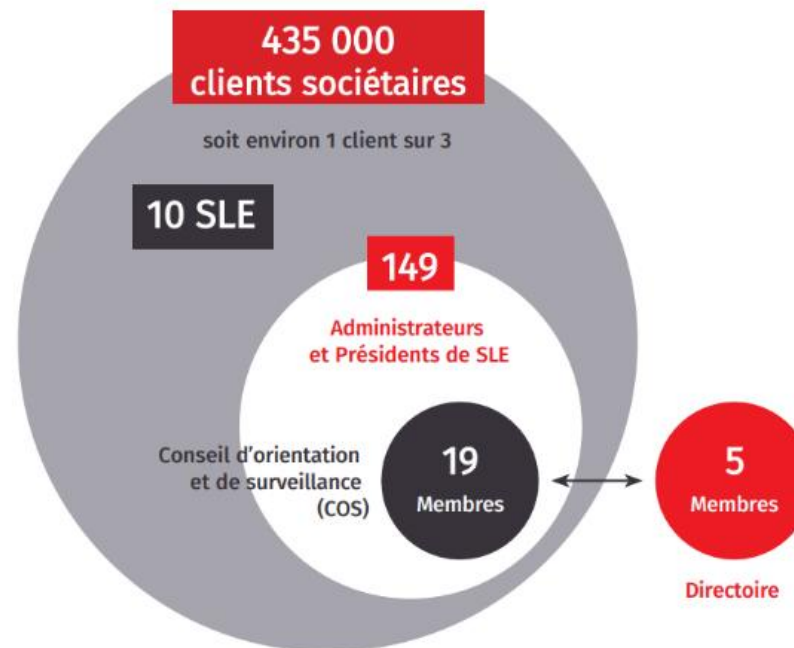 435 000
clients sociétaires
soit environ 1 client sur 3
10 SLE
149
Administrateurs
et Présidents de SLE
Conseil d'orientation
et de surveillance
(COS)
19
Membres
5
Membres
Directoire